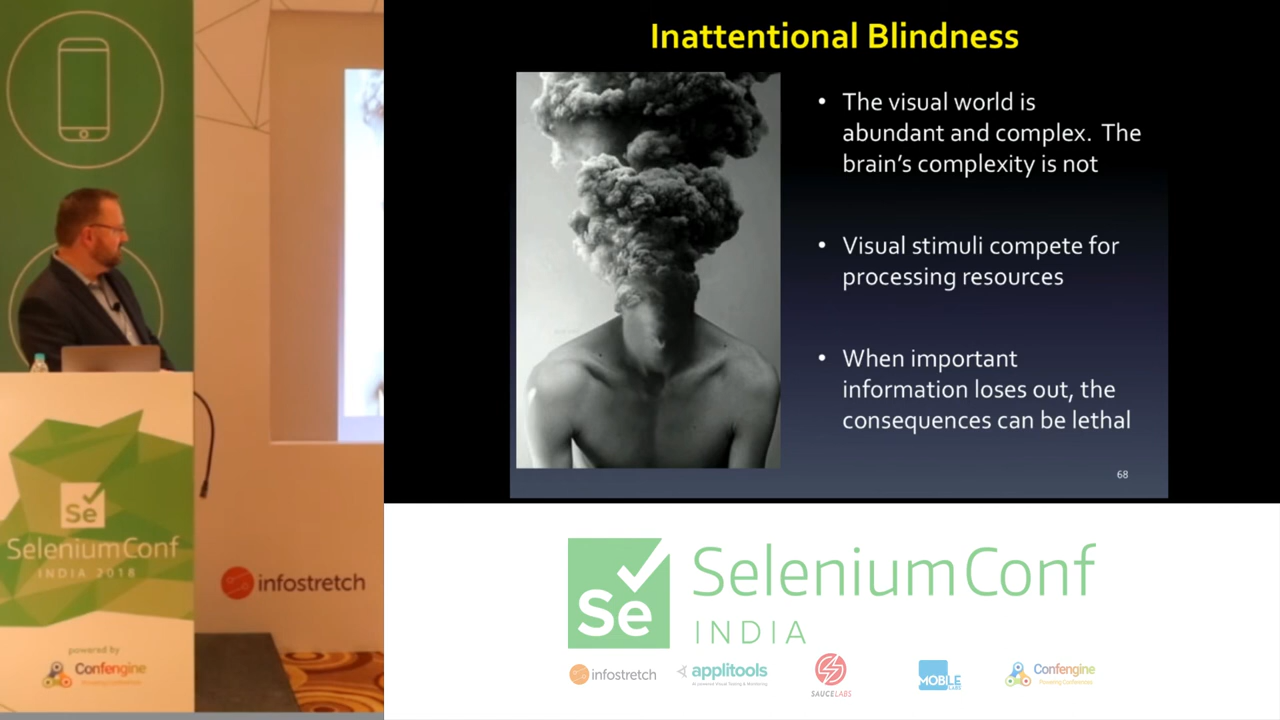 Inattentional Blindness
• The visual world is
abundant and complex. The
brain's complexity is not
• Visual stimuli compete for
processing resources
• When important
information loses out, the
consequences can be lethal
68
Se
SeleniumConf
INDIA 2018
powered by
Confengine
infostretch
Se
SeleniumConf
INDIA
infostretch
applitools
SAUCELABS
MOBILE
LABS
Confengine